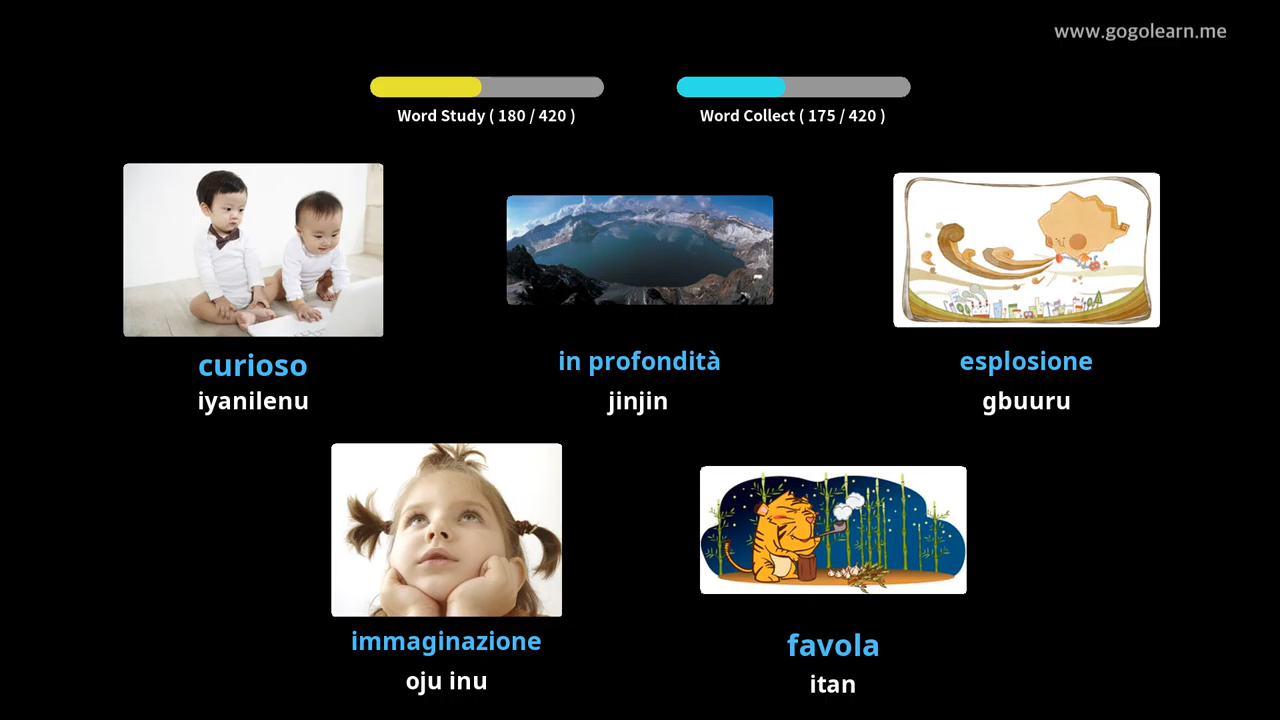 www.gogolearn.me
Word Study ( 180 / 420 )
Word Collect ( 175 / 420 )
curioso
iyanilenu
in profondità
jinjin
esplosione
gbuuru
immaginazione
oju inu
favola
itan